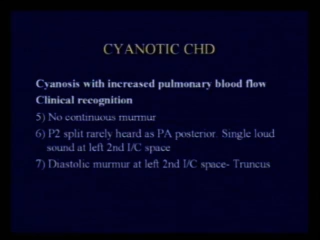 CYANOTIC CHD
Cyanosis with increased pulmonary blood flow
Clinical recognition
5) No continuous murmur
6) P2 split rarely heard as PA posterior. Single loud
sound at left 2nd I/C space
7) Diastolic murmur at left 2nd I/C space- Truncus